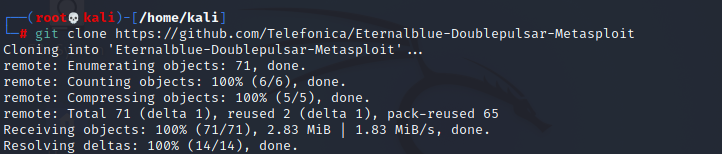 ┌──(root💀kali)-[/home/kali]
└─# git clone https://github.com/Telefonica/Eternalblue-Doublepulsar-Metasploit
Cloning into 'Eternalblue-Doublepulsar-Metasploit'...
remote: Enumerating objects: 71, done.
remote: Counting objects: 100% (6/6), done.
remote: Compressing objects: 100% (5/5), done.
remote: Total 71 (delta 1), reused 2 (delta 1), pack-reused 65
Receiving objects: 100% (71/71), 2.83 MiB | 1.83 MiB/s, done.
Resolving deltas: 100% (14/14), done.